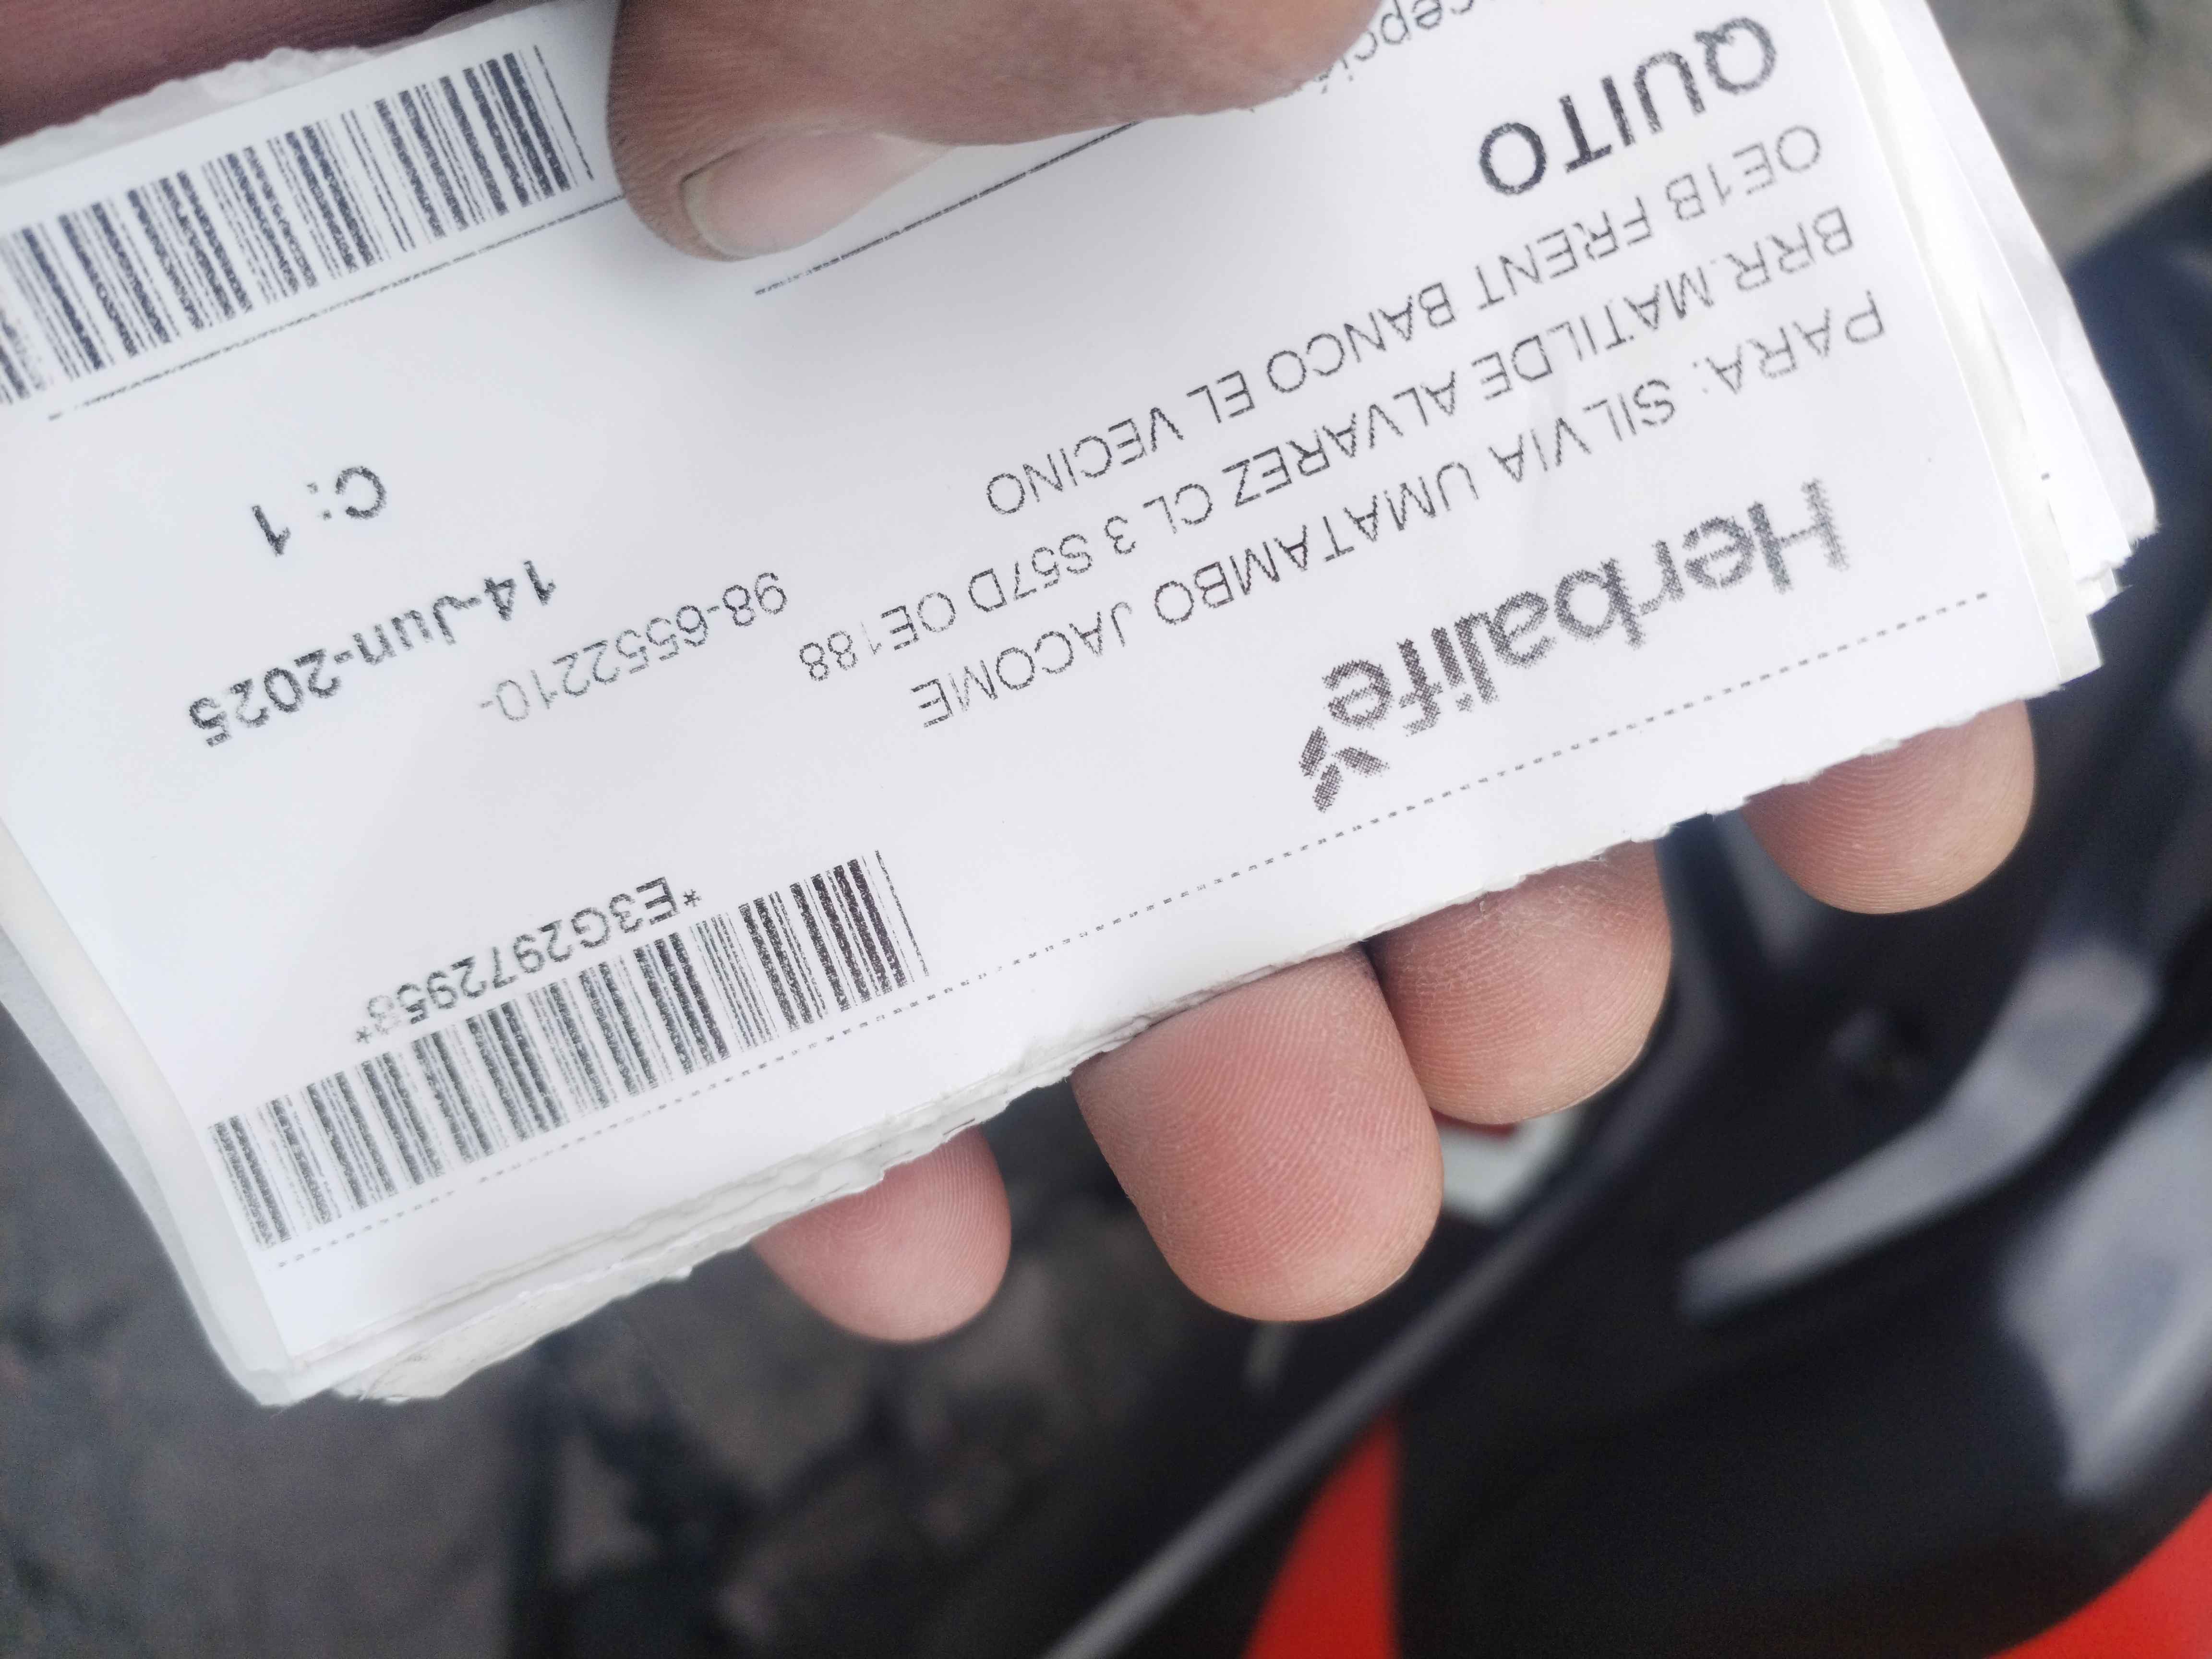 *E3G2972958*
Herbalife
PARA: SILVIA UMATAMBO JACOME
BRR.MATILDE ALVAREZ CL 3 S57D OE188
98-6552210-
OE1B FRENT BANCO EL VECINO
14-Jun-2025
QUITO
C: 1